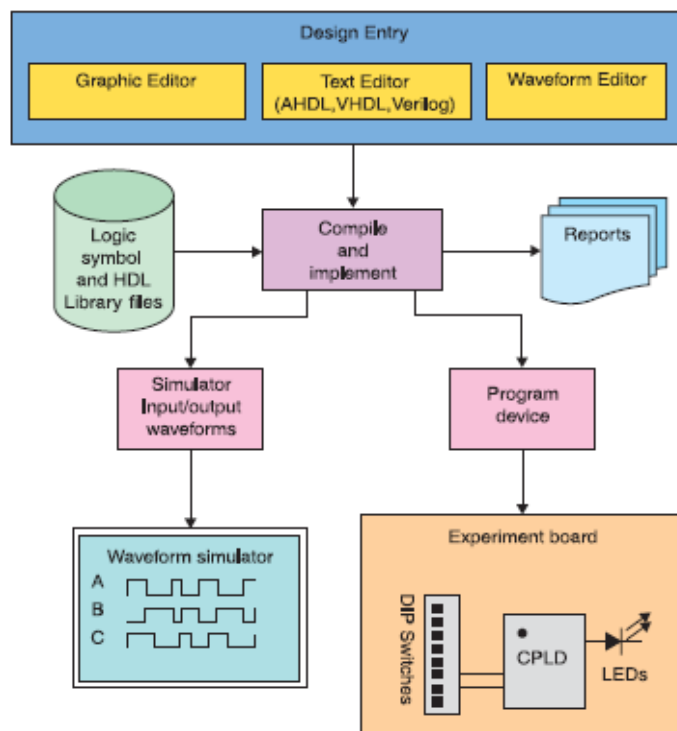 Design Entry
Graphic Editor
Text Editor
(AHDL,VHDL,Verilog)
Waveform Editor
Logic
symbol
and HDL
Library files
Compile
and
implement
Reports
Simulator
Input/output
waveforms
Program
device
Waveform simulator
A
B
C
Experiment board
DIP Switches
CPLD
LEDs